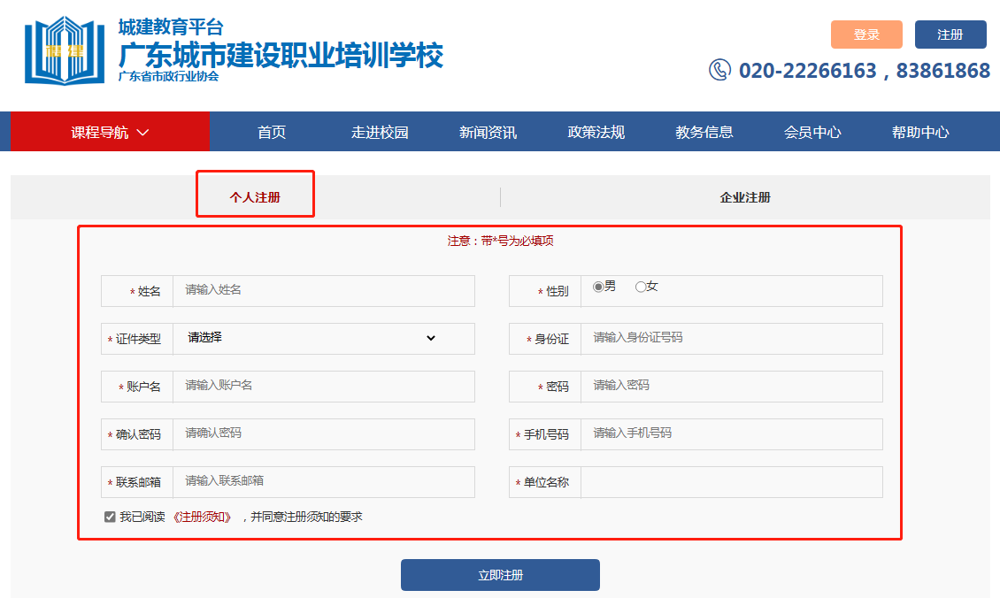 城建教育平台
广东城市建设职业培训学校
广东省市政行业协会
城建
登录 注册
020-22266163，83861868
课程导航 首页 走进校园 新闻资讯 政策法规 教务信息 会员中心 帮助中心
个人注册 企业注册
注意：带*号为必填项
* 姓名 请输入姓名 * 性别 男 女
* 证件类型 请选择 * 身份证 请输入身份证号码
* 账户名 请输入账户名 * 密码 请输入密码
* 确认密码 请确认密码 * 手机号码 请输入手机号码
* 联系邮箱 请输入联系邮箱 * 单位名称
我已阅读 《注册须知》 ，并同意注册须知的要求
立即注册